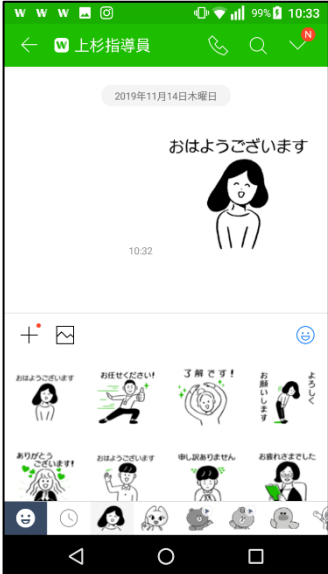 W W W 99% 10:33
W 上杉指導員
N
2019年11月14日木曜日
おはようございます
10:32
おはようございます
お任せください!
了解です!
よろしく
お願いします
ありがとう
ございます!
おはようございます
申し訳ありません
お疲れさまでした